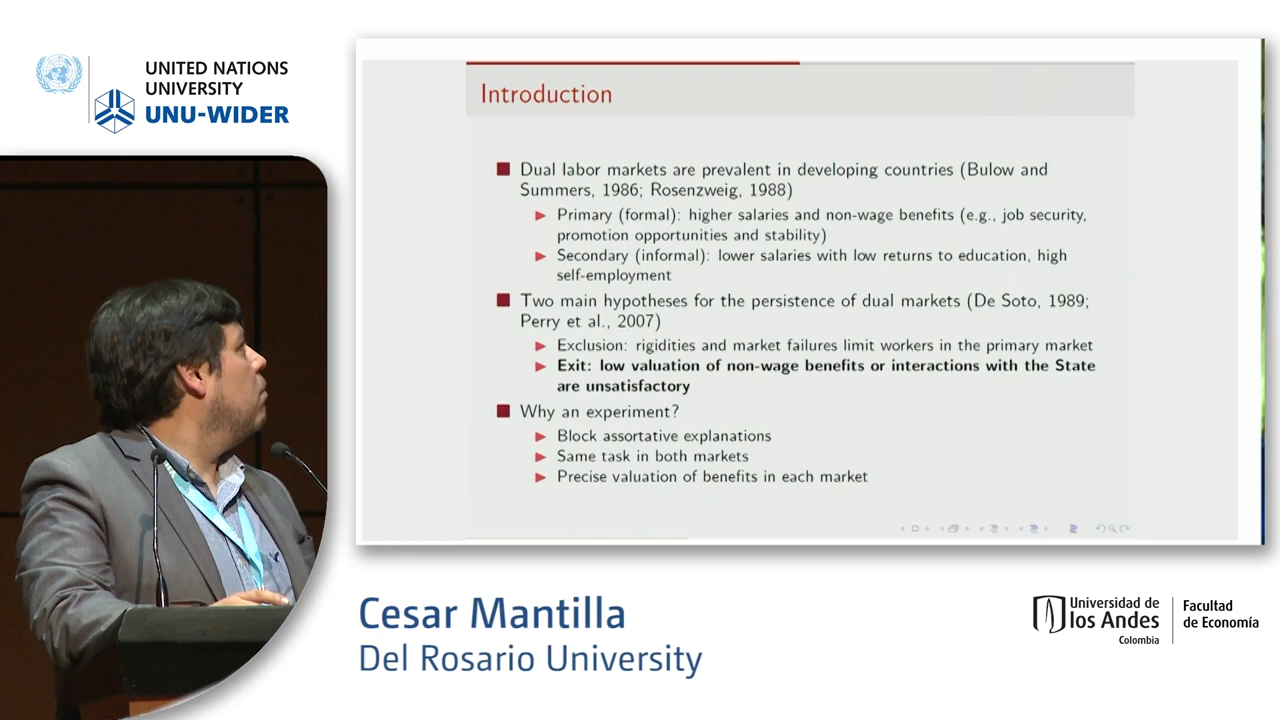 UNITED NATIONS
UNIVERSITY
UNU-WIDER
Introduction
Dual labor markets are prevalent in developing countries (Bulow and
Summers, 1986; Rosenzweig, 1988)
Primary (formal): higher salaries and non-wage benefits (e.g., job security,
promotion opportunities and stability)
Secondary (informal): lower salaries with low returns to education, high
self-employment
Two main hypotheses for the persistence of dual markets (De Soto, 1989;
Perry et al., 2007)
Exclusion: rigidities and market failures limit workers in the primary market
Exit: low valuation of non-wage benefits or interactions with the State
are unsatisfactory
Why an experiment?
Block assortative explanations
Same task in both markets
Precise valuation of benefits in each market
Cesar Mantilla
Del Rosario University
Universidad de
los Andes
Colombia
Facultad
de Economía